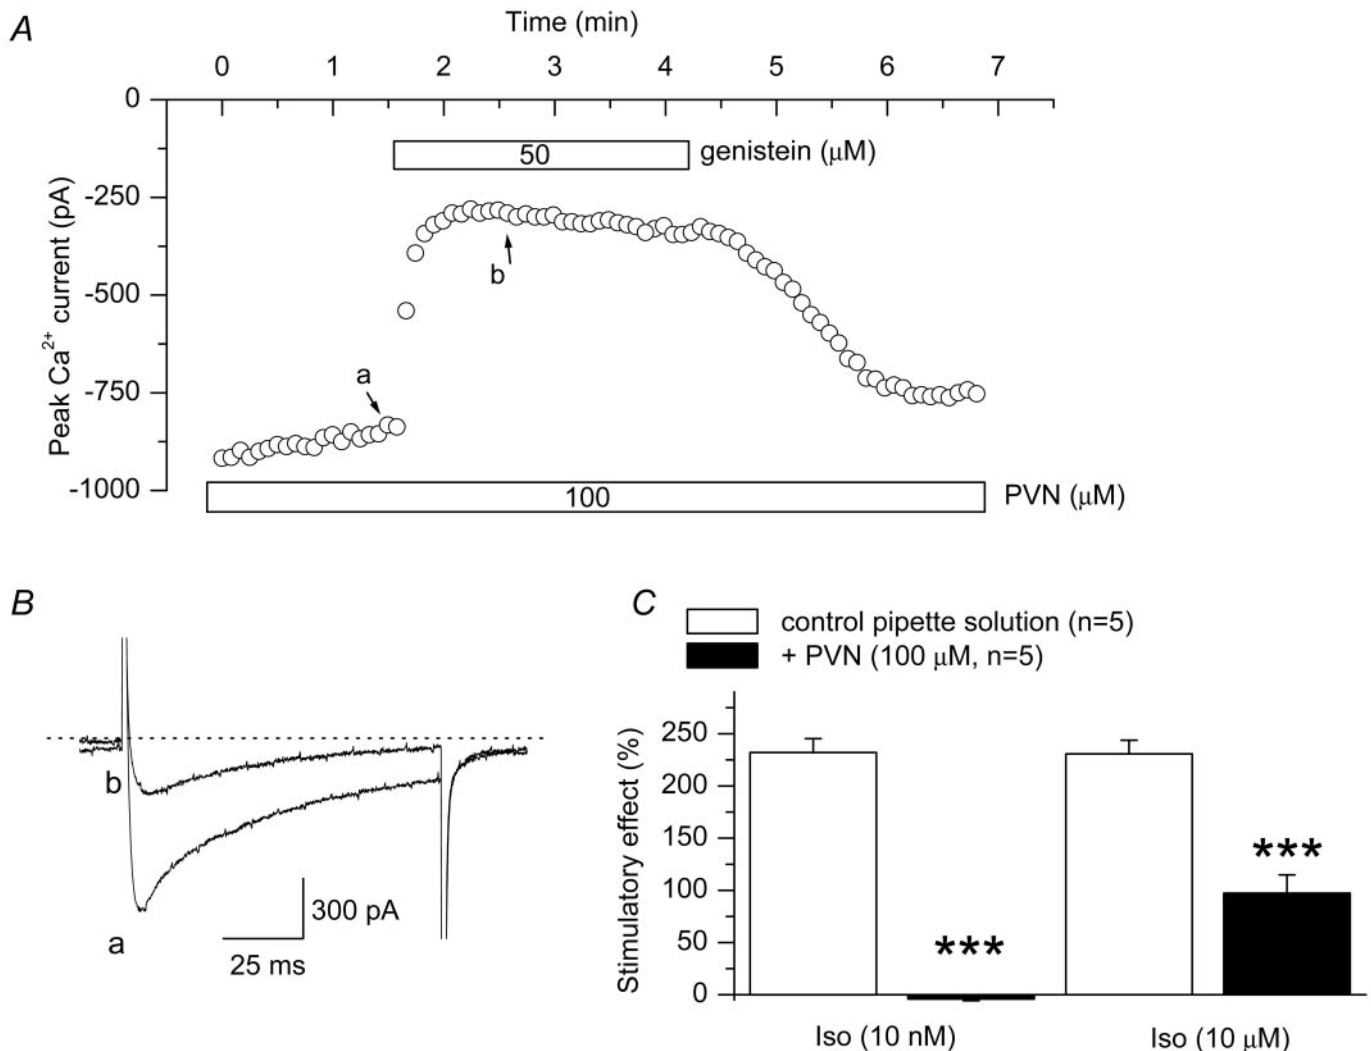 A
Time (min)
0 1 2 3 4 5 6 7
0
-250
-500
-750
-1000
Peak Ca²⁺ current (pA)
50
genistein (μM)
b
a
100
PVN (μM)
B
b
a
300 pA
25 ms
C
control pipette solution (n=5)
+ PVN (100 μM, n=5)
250
200
150
100
50
0
Stimulatory effect (%)
***
***
Iso (10 nM)
Iso (10 μM)